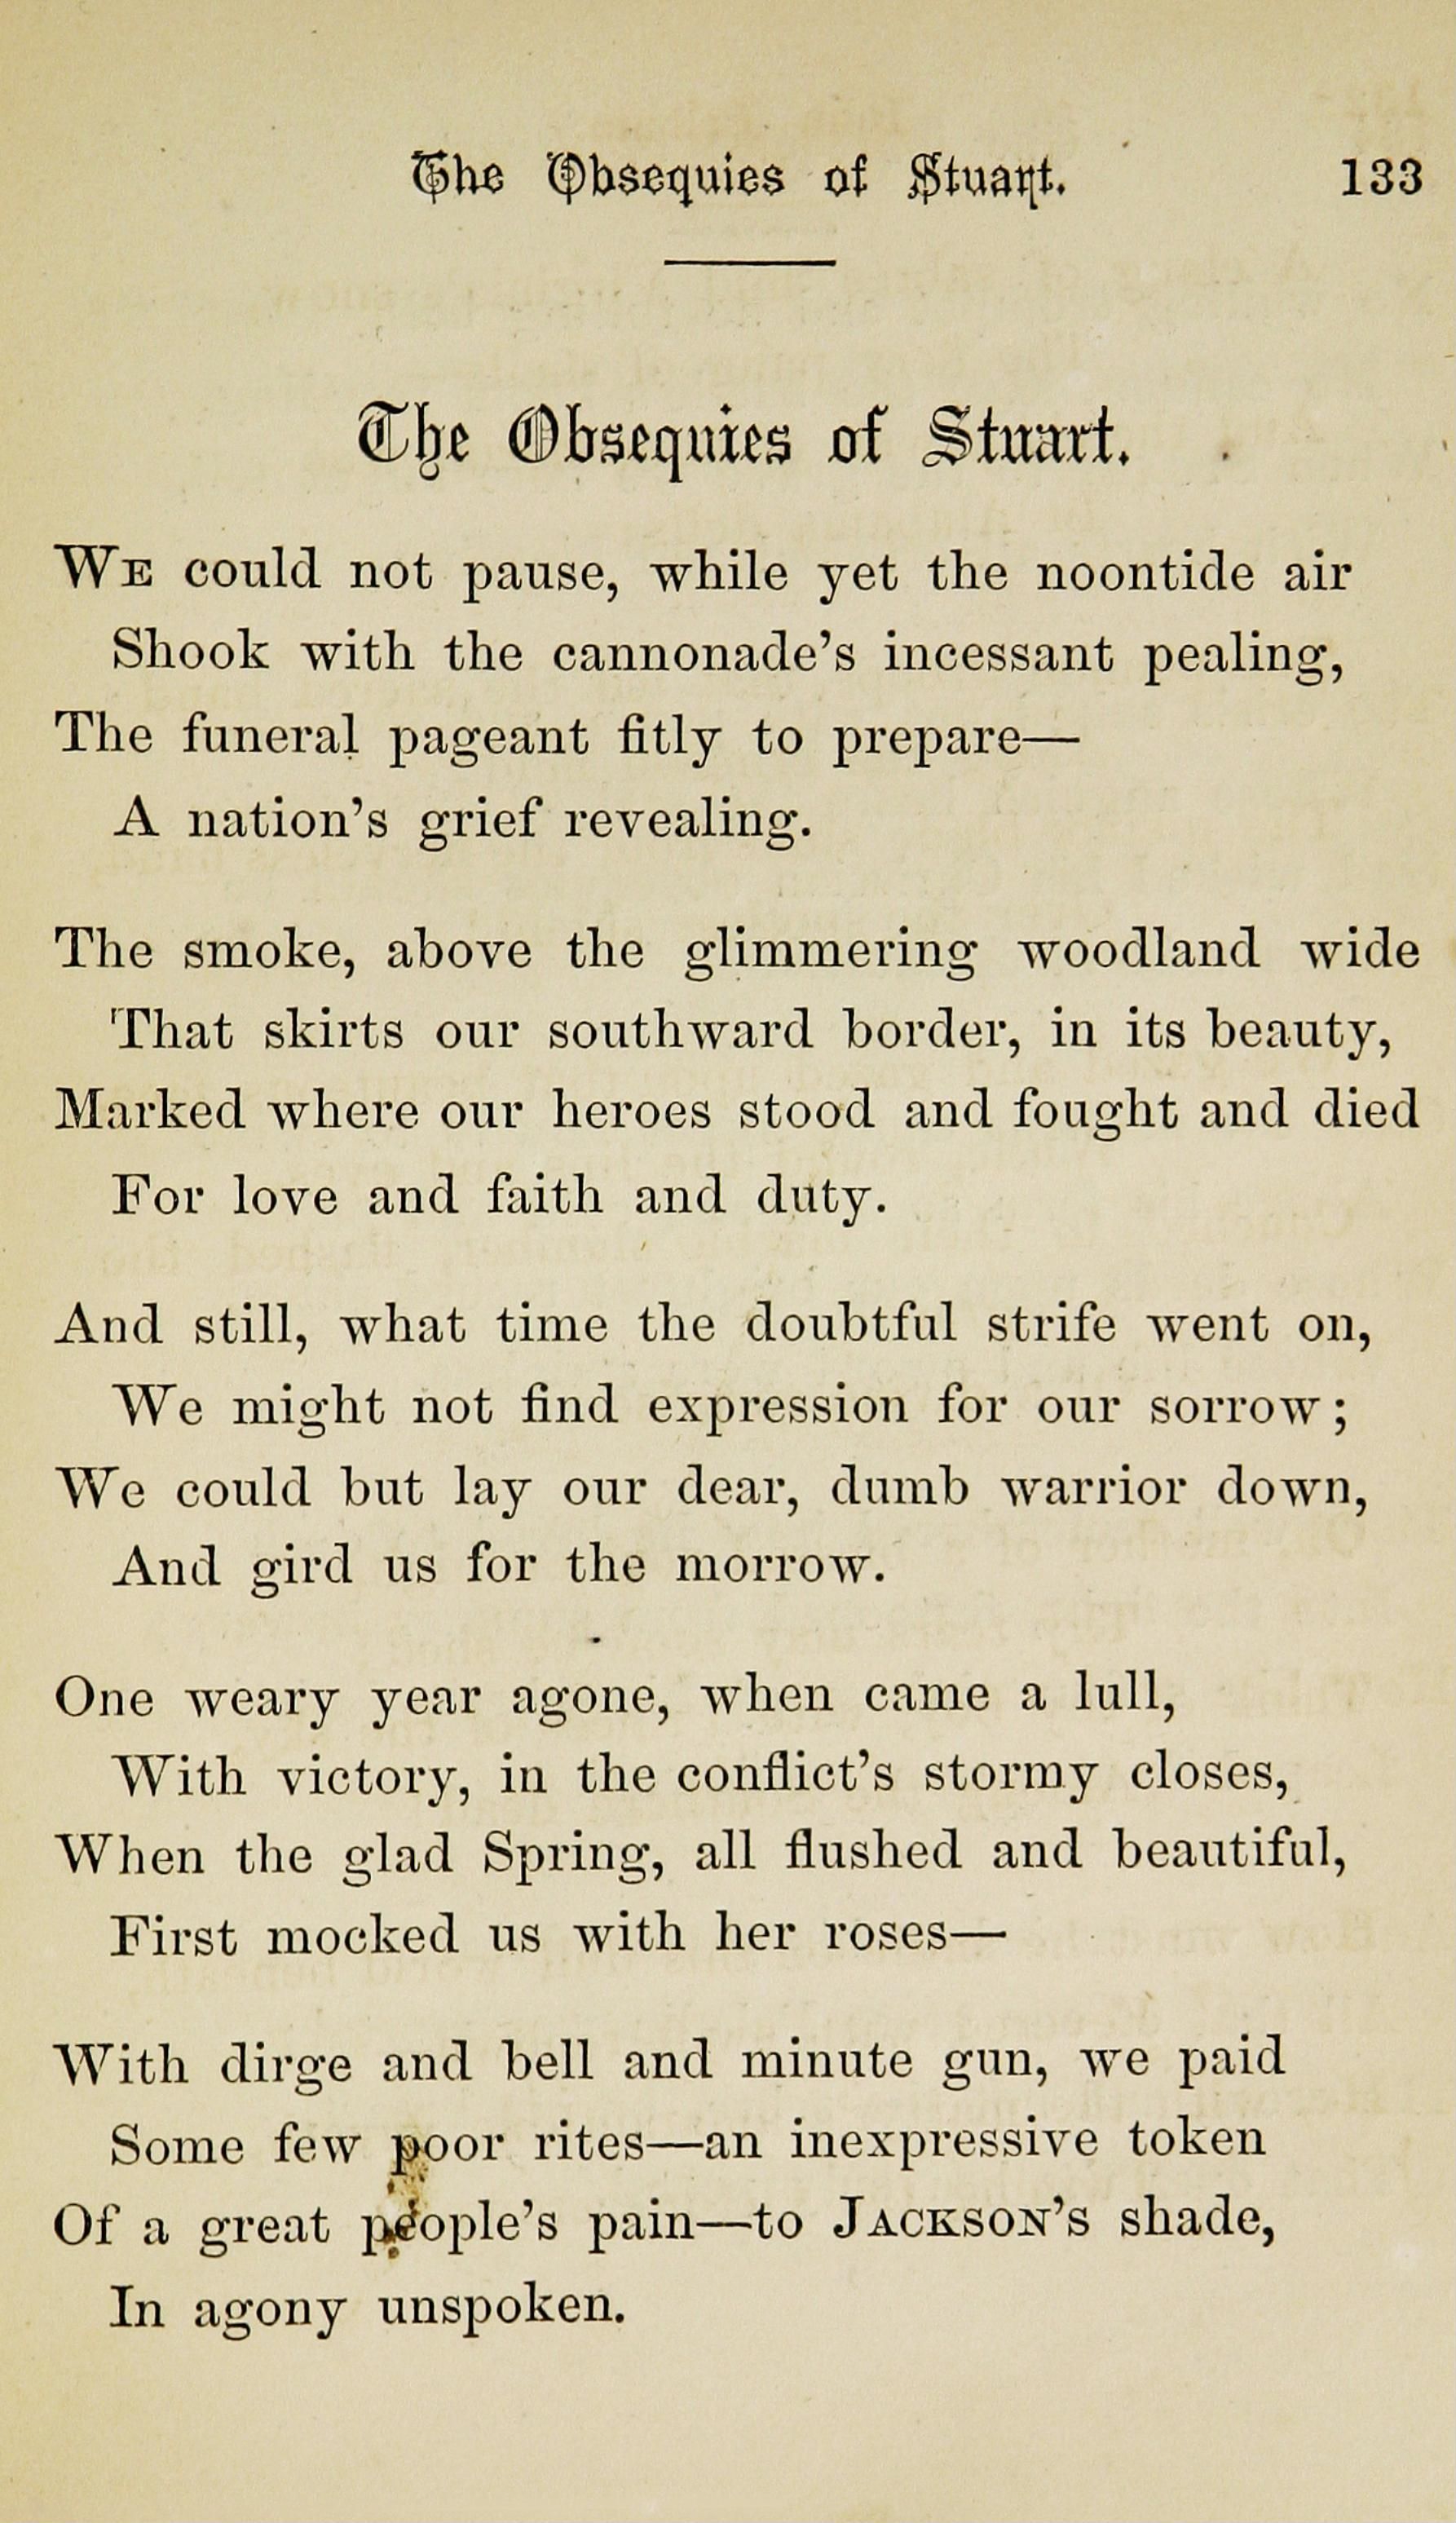 The Obsequies of Stuart. 133
The Obsequies of Stuart.
WE could not pause, while yet the noontide air
Shook with the cannonade’s incessant pealing,
The funeral pageant fitly to prepare—
A nation’s grief revealing.
The smoke, above the glimmering woodland wide
That skirts our southward border, in its beauty,
Marked where our heroes stood and fought and died
For love and faith and duty.
And still, what time the doubtful strife went on,
We might not find expression for our sorrow;
We could but lay our dear, dumb warrior down,
And gird us for the morrow.
One weary year agone, when came a lull,
With victory, in the conflict’s stormy closes,
When the glad Spring, all flushed and beautiful,
First mocked us with her roses—
With dirge and bell and minute gun, we paid
Some few poor rites—an inexpressive token
Of a great people’s pain—to JACKSON’S shade,
In agony unspoken.